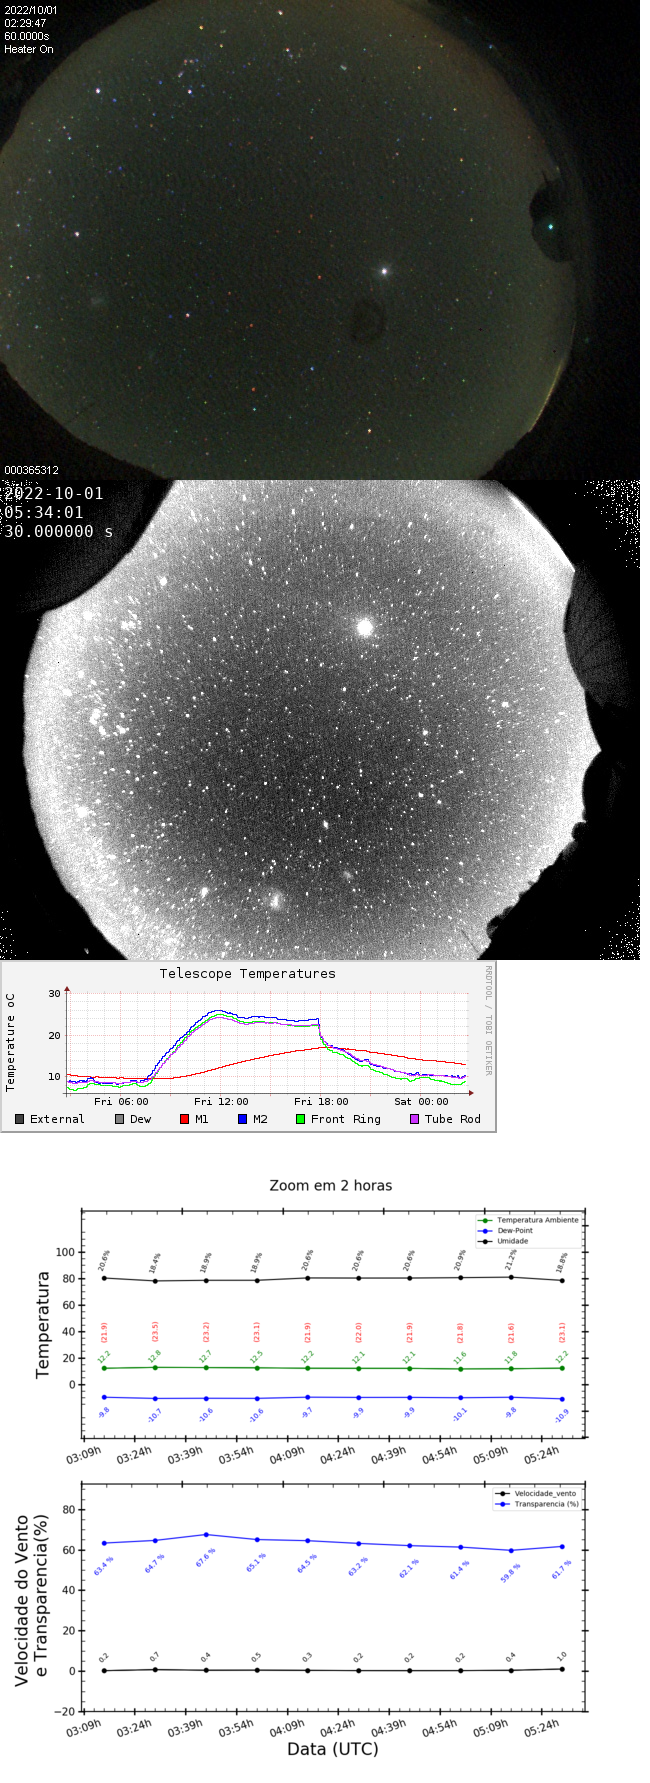 2022/10/01
02:29:47
60.0000s
Heater On
000365312
2022-10-01
05:34:01
30.000000 s
Telescope Temperatures
RRDTOOL / TOBI OETIKER
Temperature oC
30
20
10
Fri 06:00 Fri 12:00 Fri 18:00 Sat 00:00
External Dew M1 M2 Front Ring Tube Rod
Zoom em 2 horas
Temperatura Ambiente
Dew-Point
Umidade
Temperatura
100
80
60
40
20
0
20.6% 18.4% 18.9% 18.9% 20.6% 20.6% 20.6% 20.9% 21.2% 18.8%
(21.9) (23.5) (23.2) (23.1) (21.9) (22.0) (21.9) (21.8) (21.6) (23.1)
12.2 12.8 12.7 12.5 12.2 12.1 12.1 11.6 11.8 12.2
-9.8 -10.7 -10.6 -10.6 -9.7 -9.9 -9.9 -10.1 -9.8 -10.9
03:09h 03:24h 03:39h 03:54h 04:09h 04:24h 04:39h 04:54h 05:09h 05:24h
Velocidade_vento
Transparencia (%)
Velocidade do Vento
e Transparencia(%)
80
60
40
20
0
−20
63.4 % 64.7 % 67.6 % 65.1 % 64.5 % 63.2 % 62.1 % 61.4 % 59.8 % 61.7 %
0.2 0.7 0.4 0.5 0.3 0.2 0.2 0.2 0.4 1.0
03:09h 03:24h 03:39h 03:54h 04:09h 04:24h 04:39h 04:54h 05:09h 05:24h
Data (UTC)